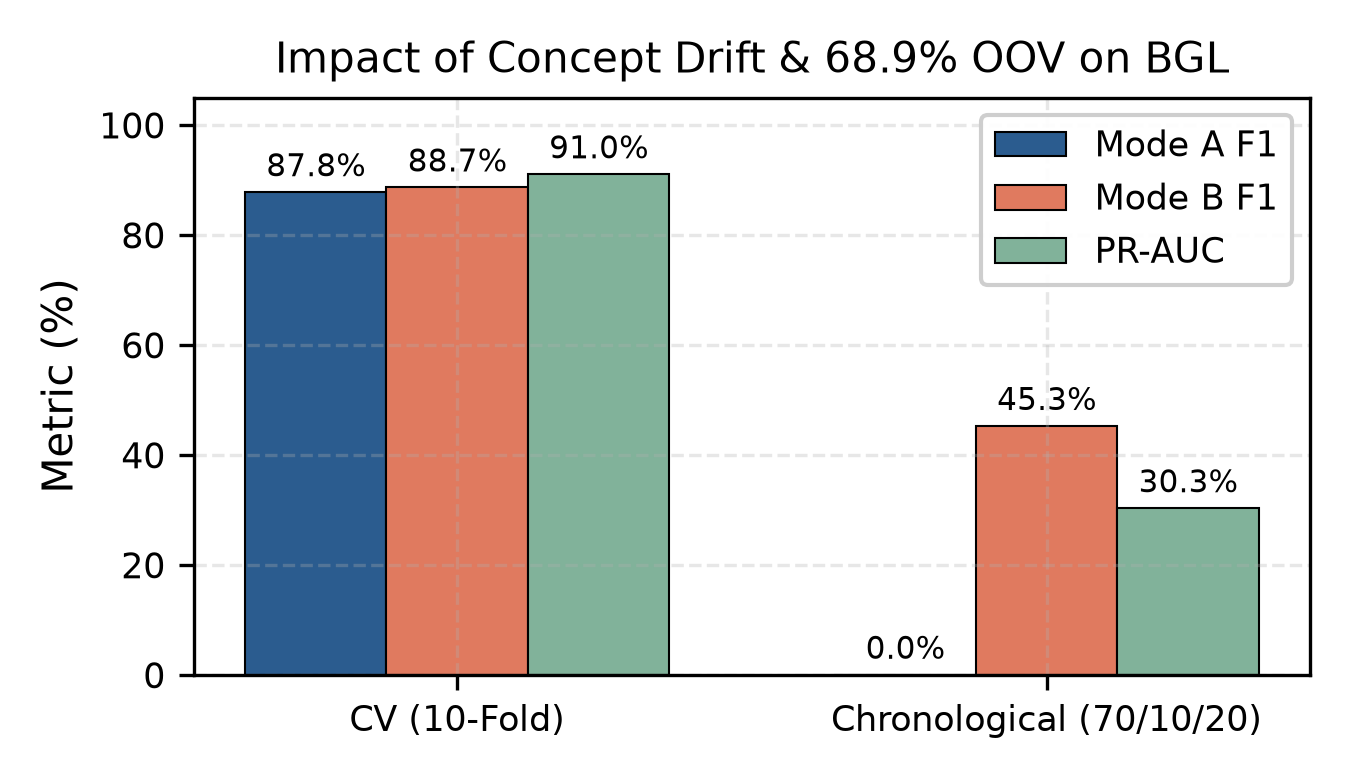 Impact of Concept Drift & 68.9% OOV on BGL
Metric (%)
100
80
60
40
20
0
87.8%
88.7%
91.0%
0.0%
45.3%
30.3%
Mode A F1
Mode B F1
PR-AUC
CV (10-Fold)
Chronological (70/10/20)